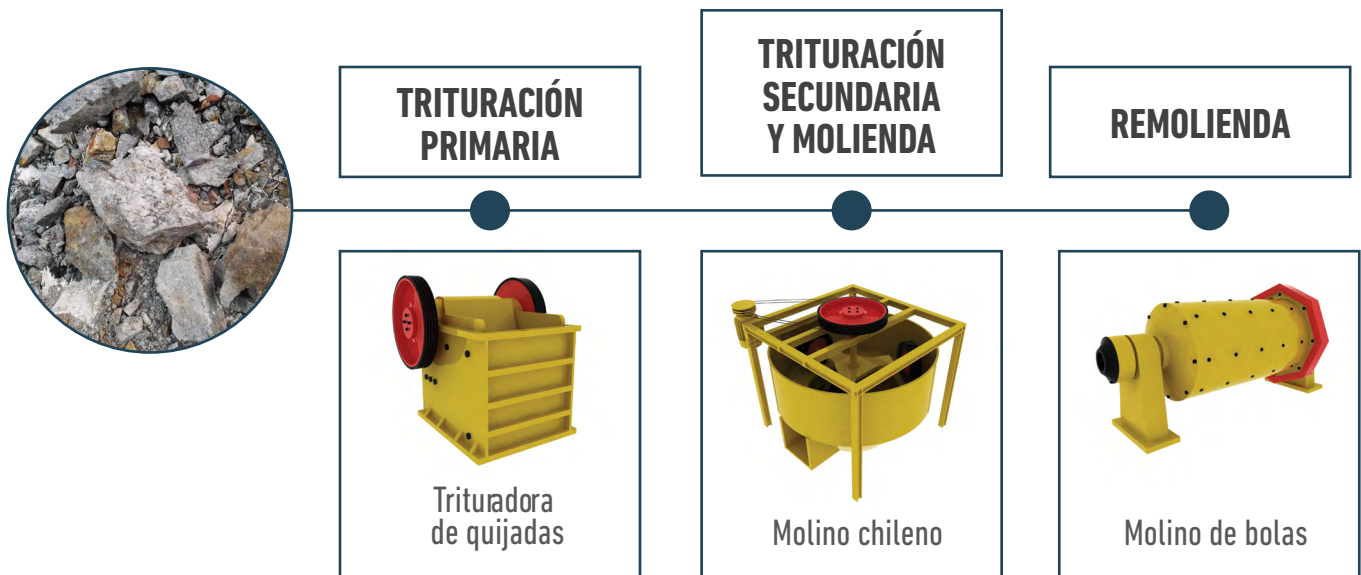 TRITURACIÓN
PRIMARIA
TRITURACIÓN
SECUNDARIA
Y MOLIENDA
REMOLIENDA
Trituradora
de quijadas
Molino chileno
Molino de bolas